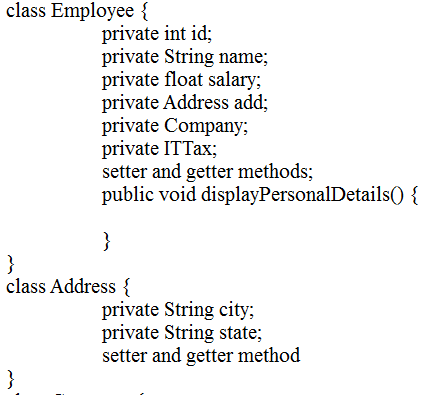 class Employee {
private int id;
private String name;
private float salary;
private Address add;
private Company;
private ITTax;
setter and getter methods;
public void displayPersonalDetails() {
}
}
class Address {
private String city;
private String state;
setter and getter method
}